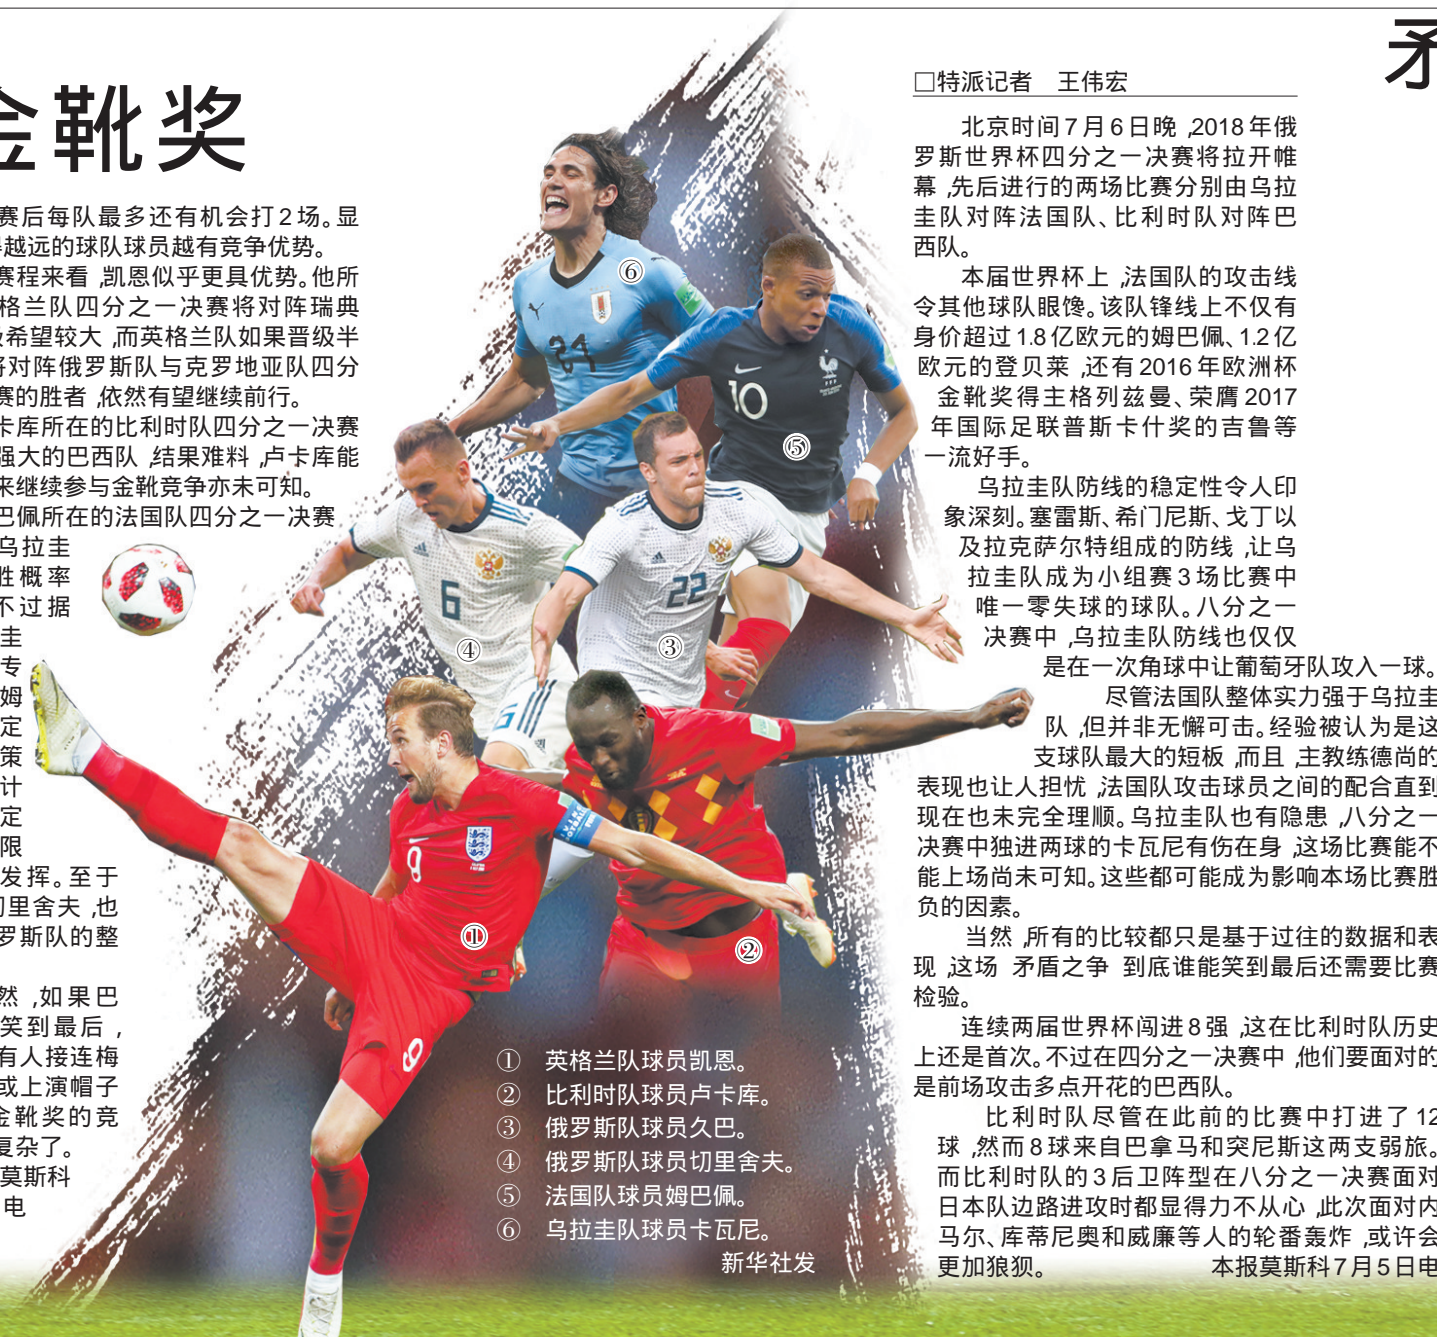 金靴奖
赛后每队最多还有机会打2场。显
越远的球队球员越有竞争优势。
赛程来看,凯恩似乎更具优势。他所
格兰队四分之一决赛将对阵瑞典
希望较大,而英格兰队如果晋级半
将对阵俄罗斯队与克罗地亚队四分
赛的胜者,依然有望继续前行。
卡库所在的比利时队四分之一决赛
强大的巴西队,结果难料,卢卡库能
来继续参与金靴竞争亦未可知。
巴佩所在的法国队四分之一决赛
乌拉圭
胜概率
不过据
圭
专
姆
定
策
计
定
限
发挥。至于
切里舍夫,也
罗斯队的整
然,如果巴
笑到最后,
有人接连梅
或上演帽子
金靴奖的竞
复杂了。
莫斯科
电
⑥
24
10
⑤
6
④
22
③
6
9
①
②
9
① 英格兰队球员凯恩。
② 比利时队球员卢卡库。
③ 俄罗斯队球员久巴。
④ 俄罗斯队球员切里舍夫。
⑤ 法国队球员姆巴佩。
⑥ 乌拉圭队球员卡瓦尼。
新华社发
矛
□特派记者 王伟宏
北京时间7月6日晚,2018年俄
罗斯世界杯四分之一决赛将拉开帷
幕,先后进行的两场比赛分别由乌拉
圭队对阵法国队、比利时队对阵巴
西队。
本届世界杯上,法国队的攻击线
令其他球队眼馋。该队锋线上不仅有
身价超过1.8亿欧元的姆巴佩、1.2亿
欧元的登贝莱,还有2016年欧洲杯
金靴奖得主格列兹曼、荣膺2017
年国际足联普斯卡什奖的吉鲁等
一流好手。
乌拉圭队防线的稳定性令人印
象深刻。塞雷斯、希门尼斯、戈丁以
及拉克萨尔特组成的防线,让乌
拉圭队成为小组赛3场比赛中
唯一零失球的球队。八分之一
决赛中,乌拉圭队防线也仅仅
是在一次角球中让葡萄牙队攻入一球。
尽管法国队整体实力强于乌拉圭
队,但并非无懈可击。经验被认为是这
支球队最大的短板,而且,主教练德尚的
表现也让人担忧,法国队攻击球员之间的配合直到
现在也未完全理顺。乌拉圭队也有隐患,八分之一
决赛中独进两球的卡瓦尼有伤在身,这场比赛能不
能上场尚未可知。这些都可能成为影响本场比赛胜
负的因素。
当然,所有的比较都只是基于过往的数据和表
现,这场 矛盾之争 到底谁能笑到最后还需要比赛
检验。
连续两届世界杯闯进8强,这在比利时队历史
上还是首次。不过在四分之一决赛中,他们要面对的
是前场攻击多点开花的巴西队。
比利时队尽管在此前的比赛中打进了12
球,然而8球来自巴拿马和突尼斯这两支弱旅。
而比利时队的3后卫阵型在八分之一决赛面对
日本队边路进攻时都显得力不从心,此次面对内
马尔、库蒂尼奥和威廉等人的轮番轰炸,或许会
更加狼狈。 本报莫斯科7月5日电